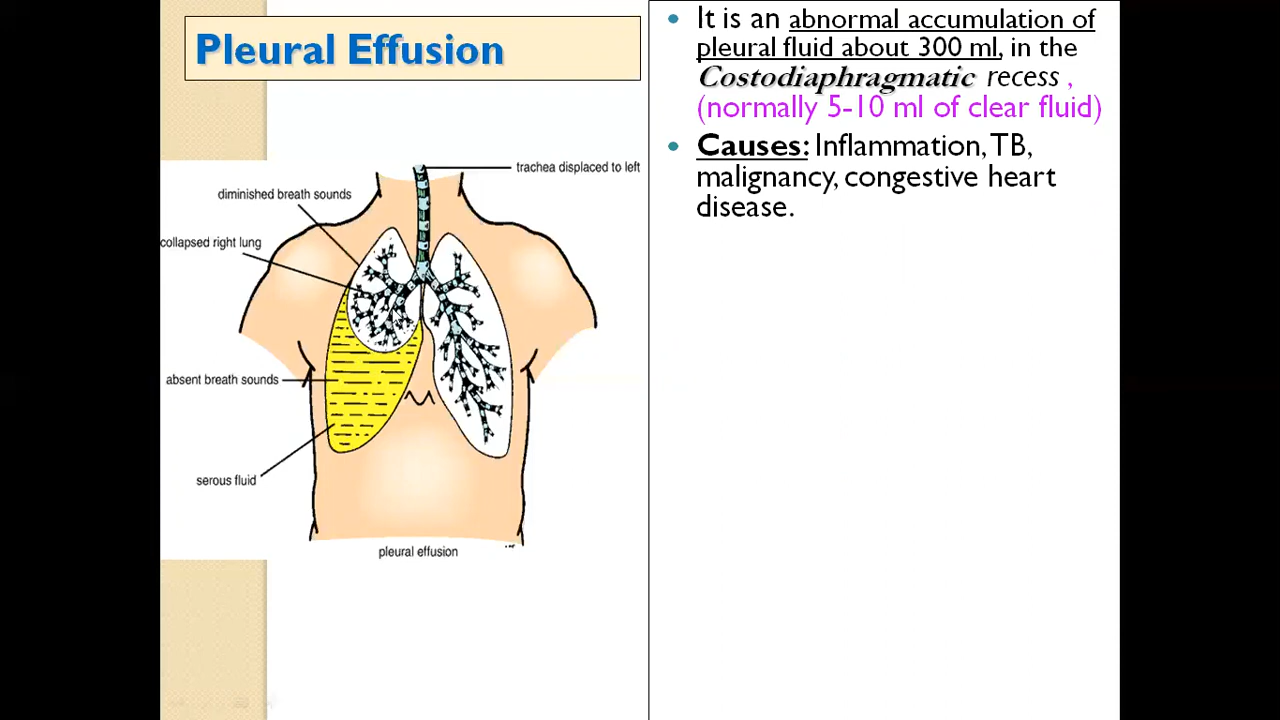 Pleural Effusion
trachea displaced to left
diminished breath sounds
collapsed right lung
absent breath sounds
serous fluid
pleural effusion
• It is an abnormal accumulation of
pleural fluid about 300 ml, in the
Costodiaphragmatic recess ,
(normally 5-10 ml of clear fluid)
• Causes: Inflammation, TB,
malignancy, congestive heart
disease.